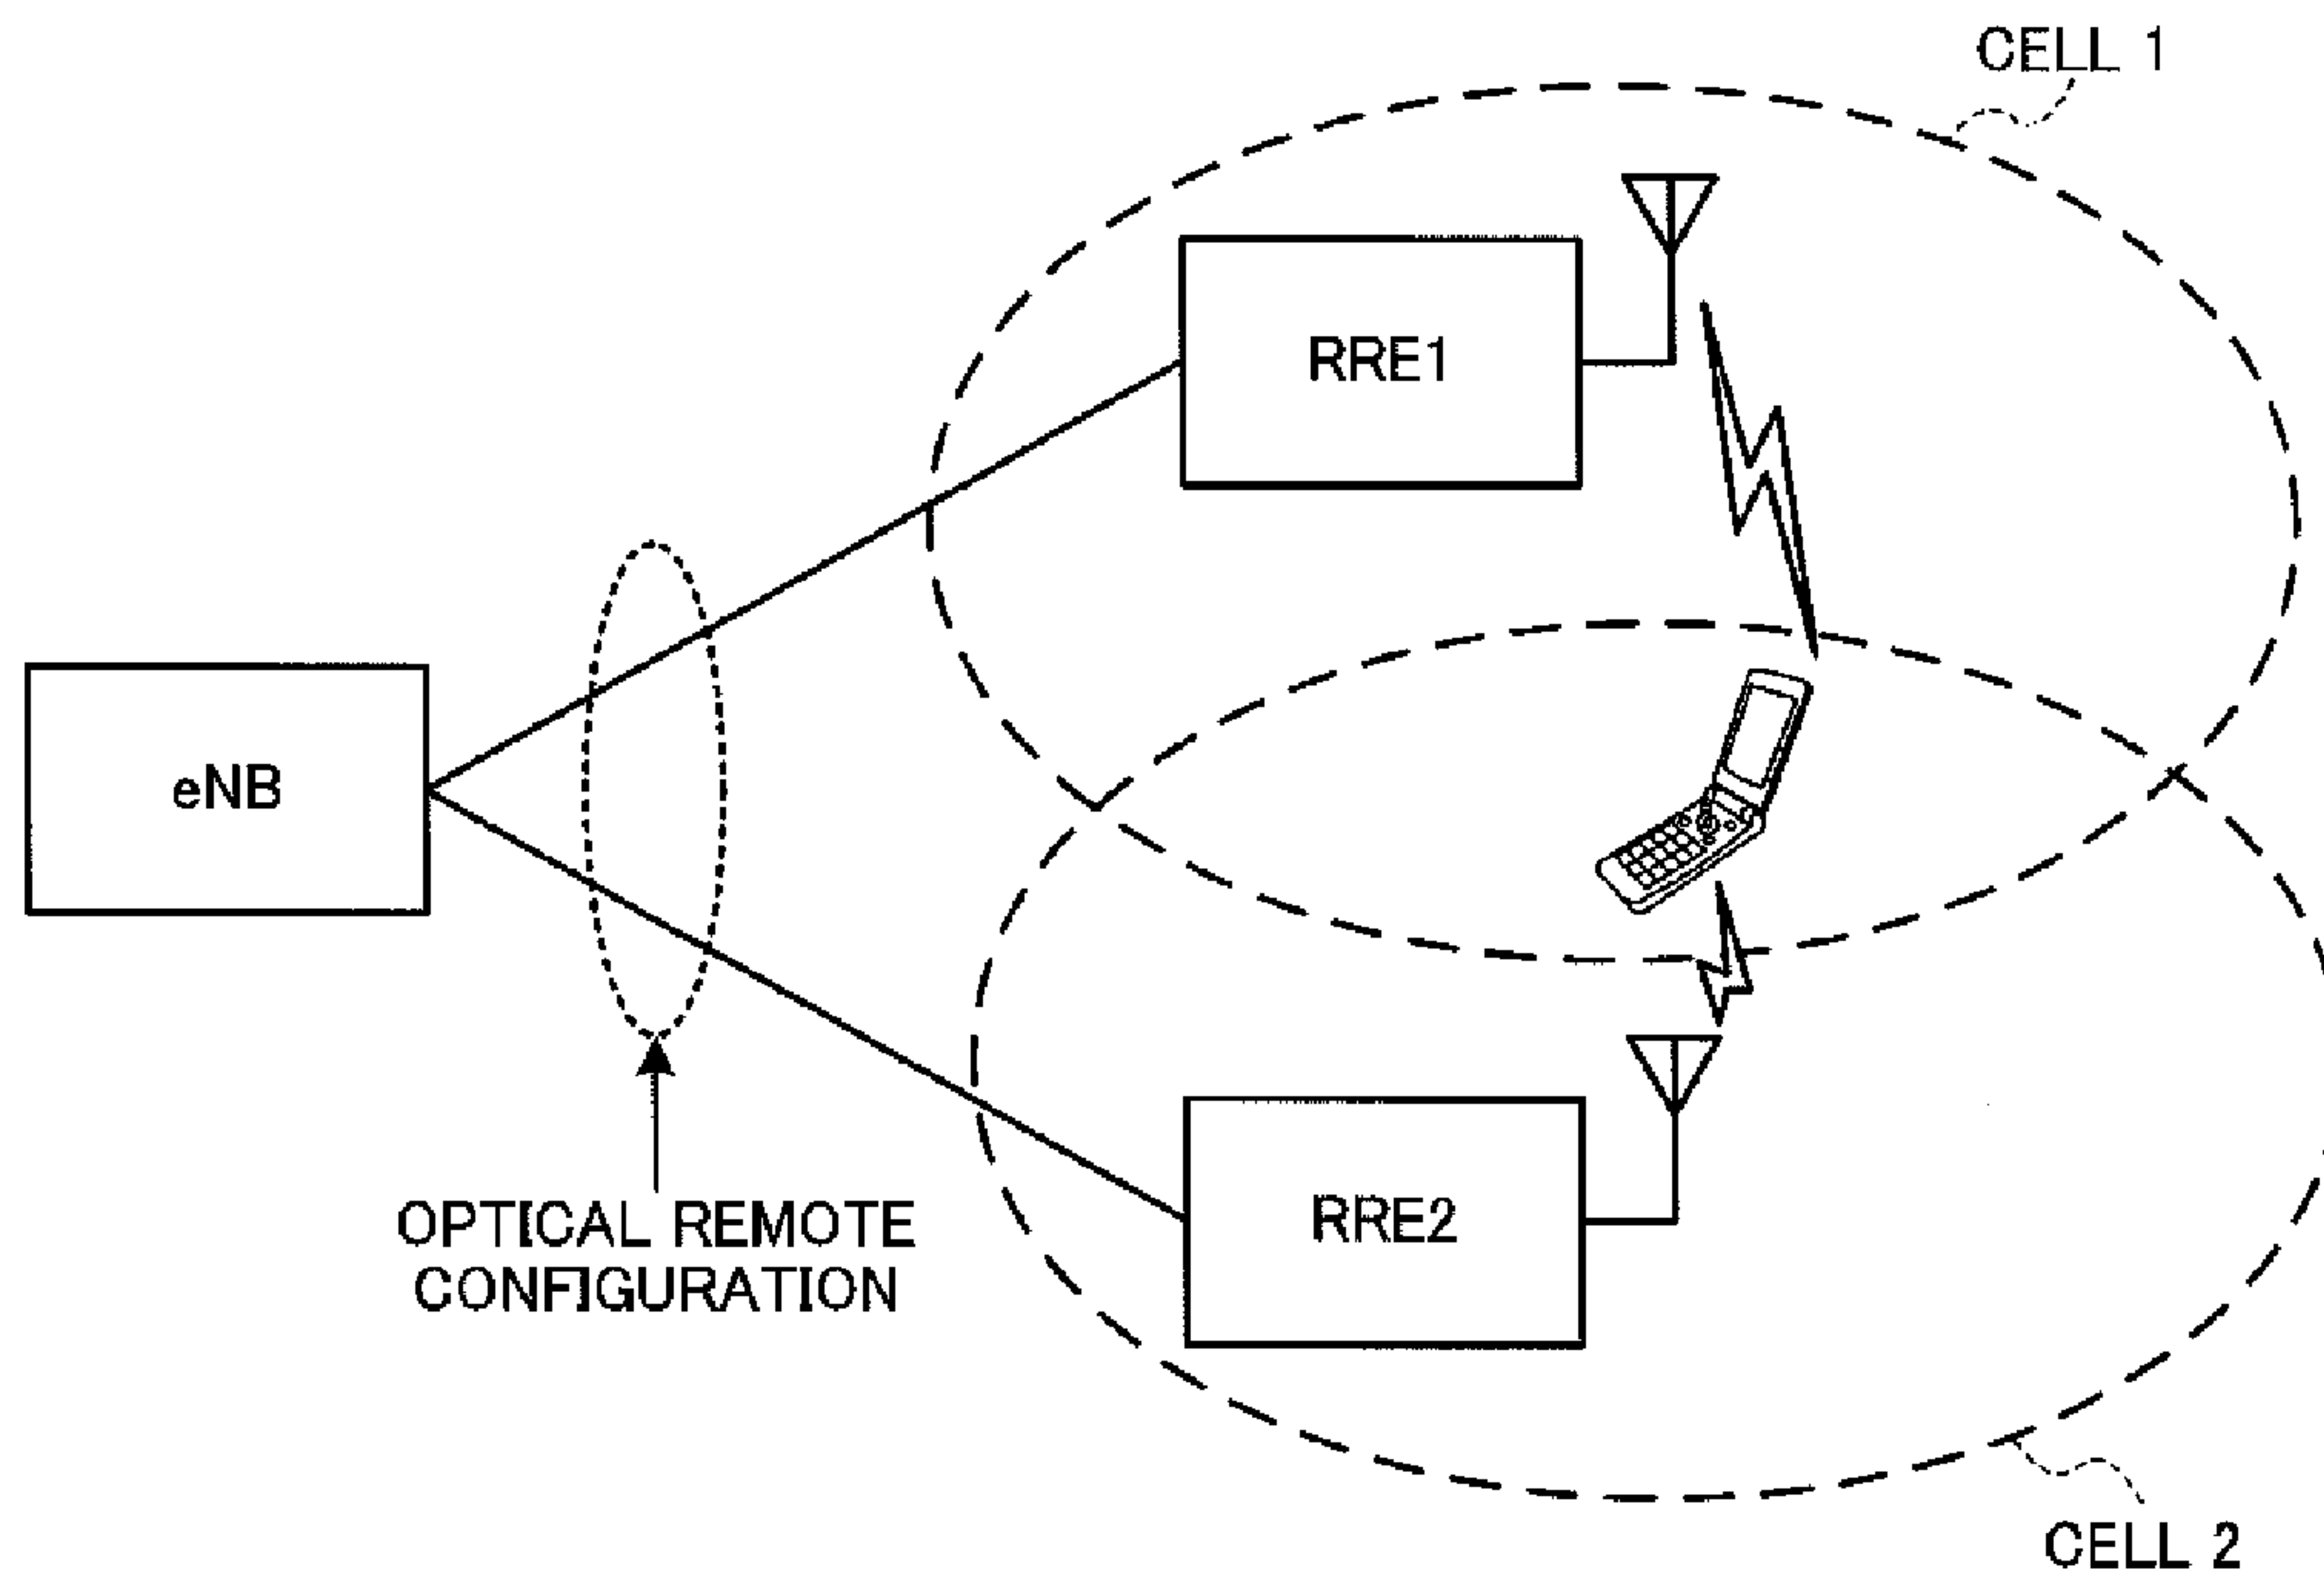 CELL 1
RRE1
eNB
OPTICAL REMOTE
CONFIGURATION
RRE2
CELL 2